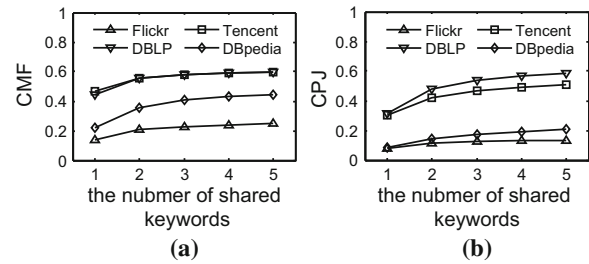 Flickr Tencent
DBLP DBpedia
CMF
1
0.8
0.6
0.4
0.2
0
1 2 3 4 5
the nubmer of shared
keywords
(a)
Flickr Tencent
DBLP DBpedia
CPJ
1
0.8
0.6
0.4
0.2
0
1 2 3 4 5
the nubmer of shared
keywords
(b)